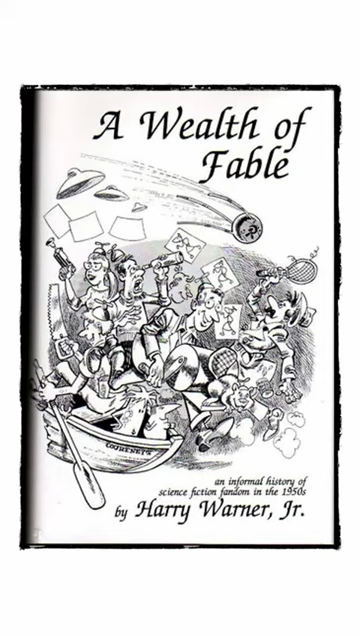 A Wealth of
Fable
an informal history of
science fiction fandom in the 1950s
by Harry Warner, Jr.